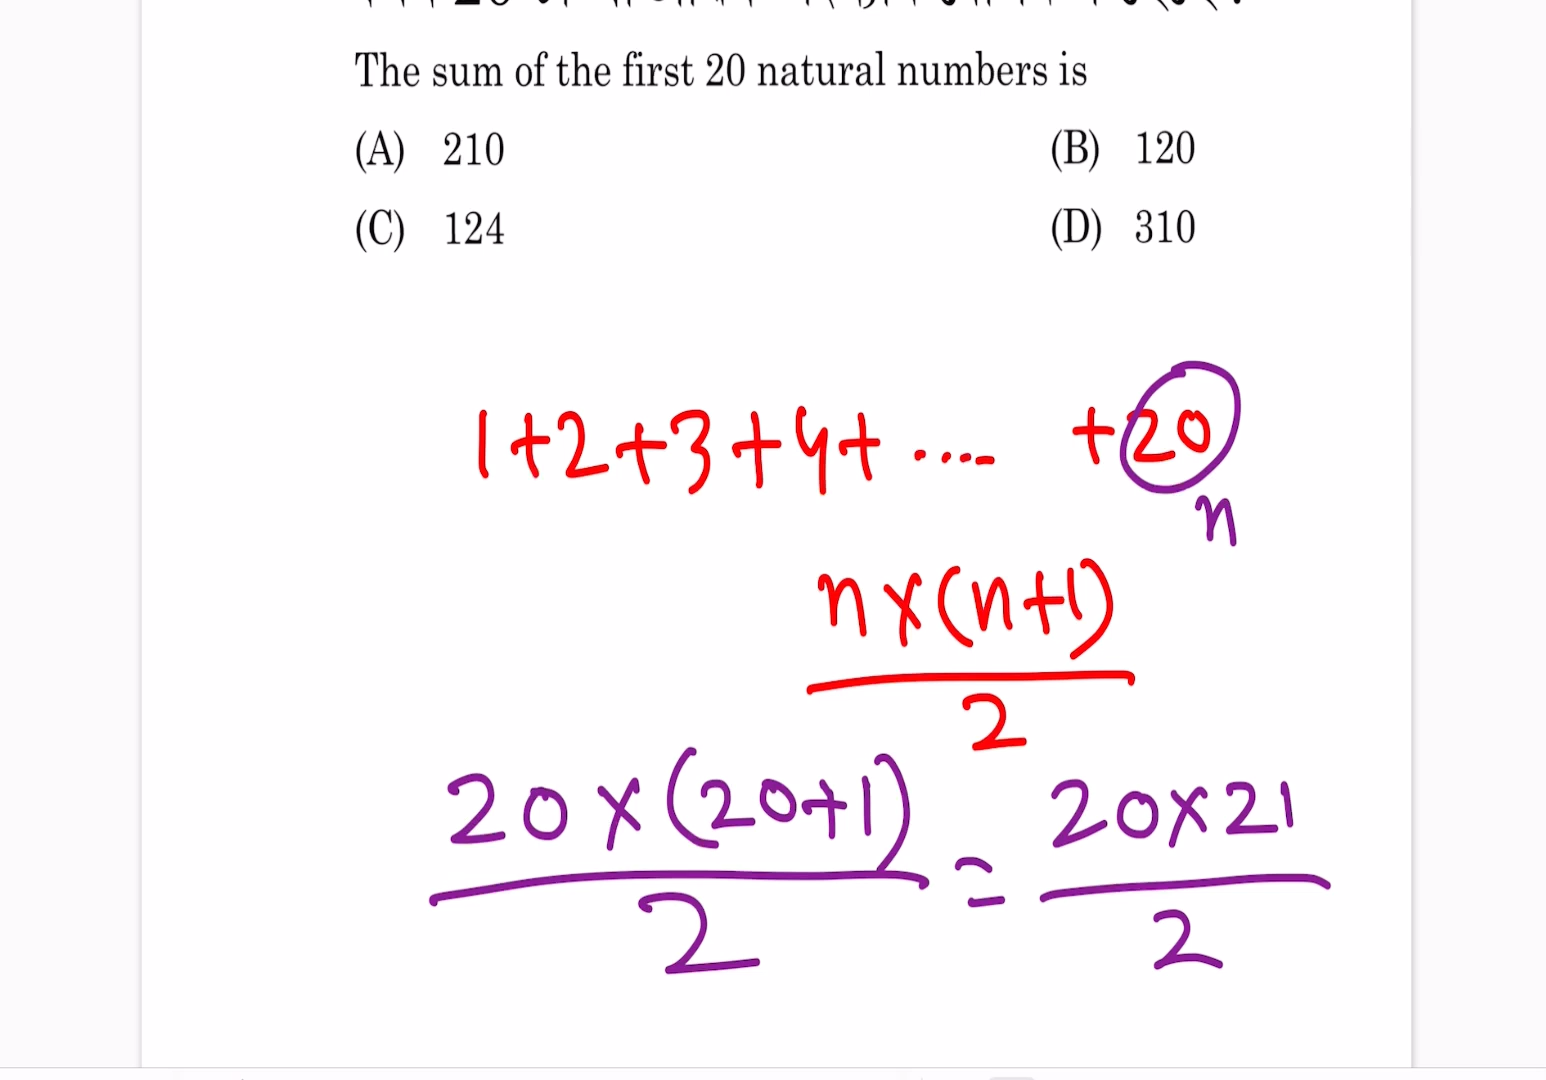 The sum of the first 20 natural numbers is
(A) 210 (B) 120
(C) 124 (D) 310
1+2+3+4+ .... +20
n
n×(n+1)
2
20×(20+1) = 20×21
2 2